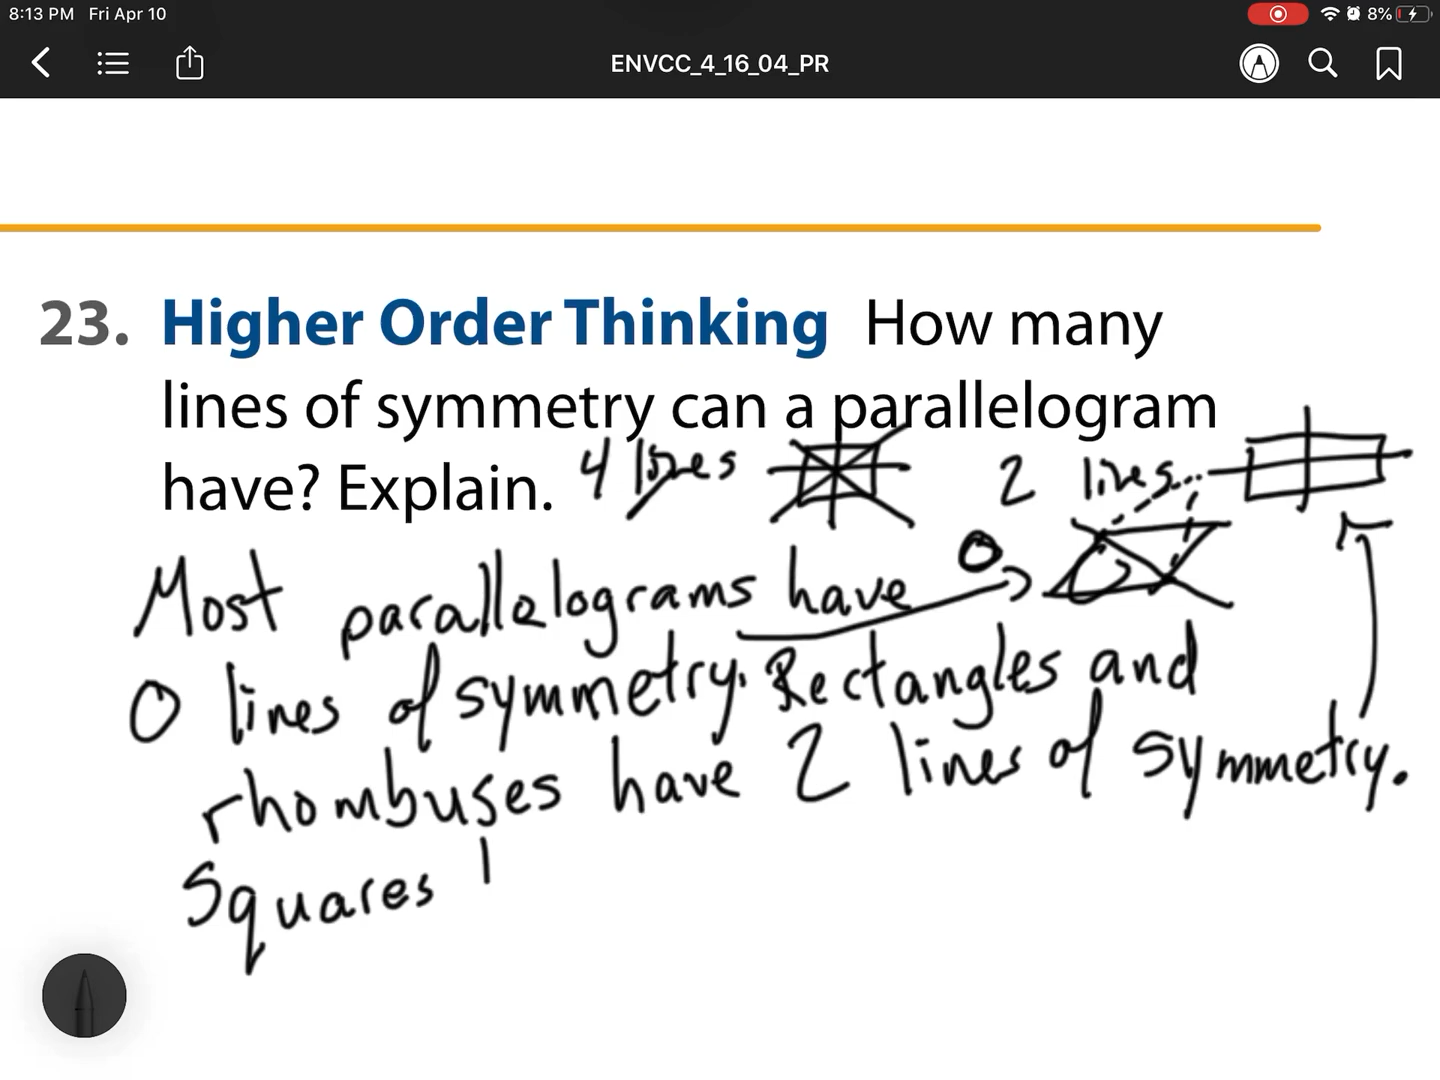 8:13 PM Fri Apr 10 8%
ENVCC_4_16_04_PR
23. Higher Order Thinking How many
lines of symmetry can a parallelogram
have? Explain. 4 lines 2 lines...
Most parallelograms have 0
0 lines of symmetry. Rectangles and
rhombuses have 2 lines of symmetry.
Squares